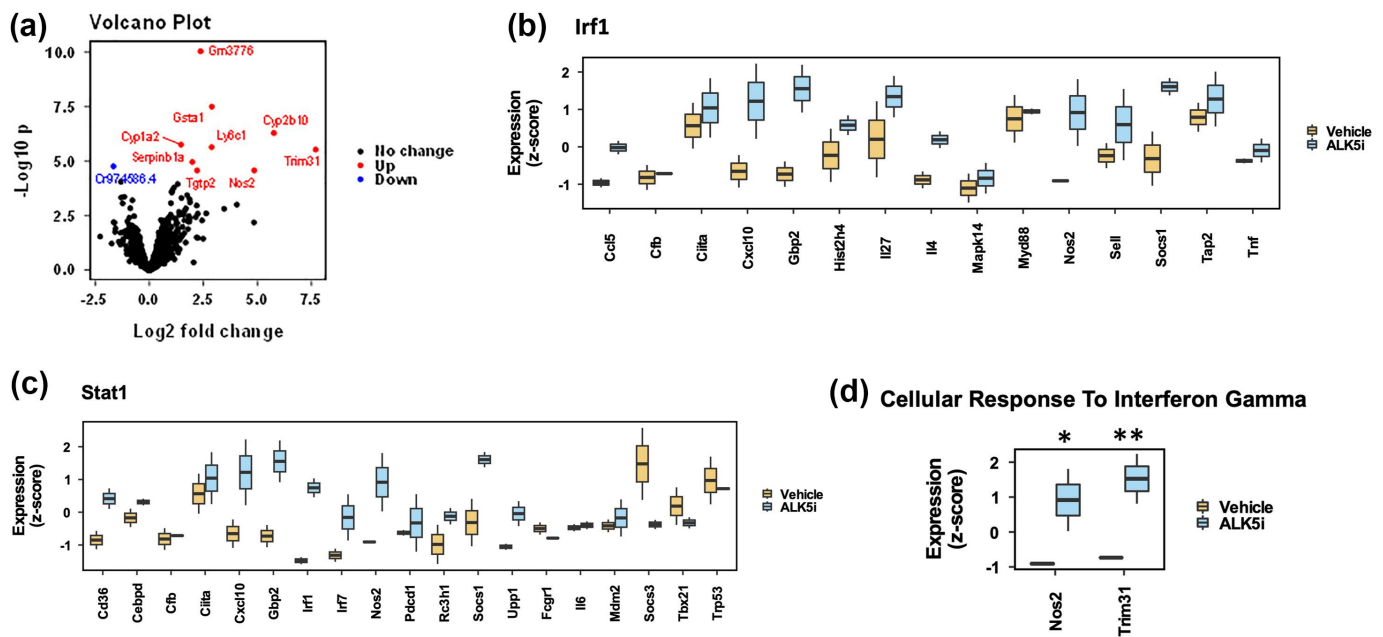 (a)
Volcano Plot
10.0
7.5
5.0
2.5
0.0
-Log10 p
Gm3776
Gsta1
Cyp2b10
Cyp1a2
Ly6c1
Serpinb1a
Trim31
Cr974586.4
Tgtp2
Nos2
No change
Up
Down
-2.5 0.0 2.5 5.0 7.5
Log2 fold change
(b)
Irf1
Expression
(z-score)
2
1
0
-1
Vehicle
ALK5i
Ccl5 Cfb Ciita Cxcl10 Gbp2 Hist2h4 Il27 Il4 Mapk14 Myd88 Nos2 Sell Socs1 Tap2 Tnf
(c)
Stat1
Expression
(z-score)
2
1
0
-1
Vehicle
ALK5i
Cd36 Cebpd Cfb Ciita Cxcl10 Gbp2 Irf1 Irf7 Nos2 Pdcd1 Rc3h1 Socs1 Upp1 Fcgr1 Il6 Mdm2 Socs3 Tbx21 Trp53
(d)
Cellular Response To Interferon Gamma
* **
Expression
(z-score)
2
1
0
-1
Vehicle
ALK5i
Nos2 Trim31